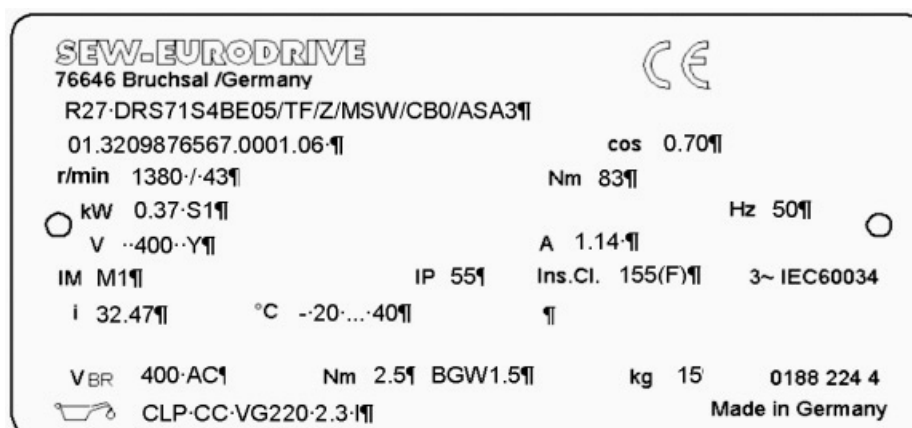 SEW-EURODRIVE CE
76646 Bruchsal /Germany
R27·DRS71S4BE05/TF/Z/MSW/CB0/ASA3¶
01.3209876567.0001.06·¶ cos 0.70¶
r/min 1380·/·43¶ Nm 83¶
kW 0.37·S1¶ Hz 50¶
V ··400··Y¶ A 1.14·¶
IM M1¶ IP 55¶ Ins.Cl. 155(F)¶ 3~ IEC60034
i 32.47¶ °C -·20·...·40¶ ¶
VBR 400·AC¶ Nm 2.5¶ BGW1.5¶ kg 15 0188 224 4
CLP·CC·VG220·2.3·l¶ Made in Germany